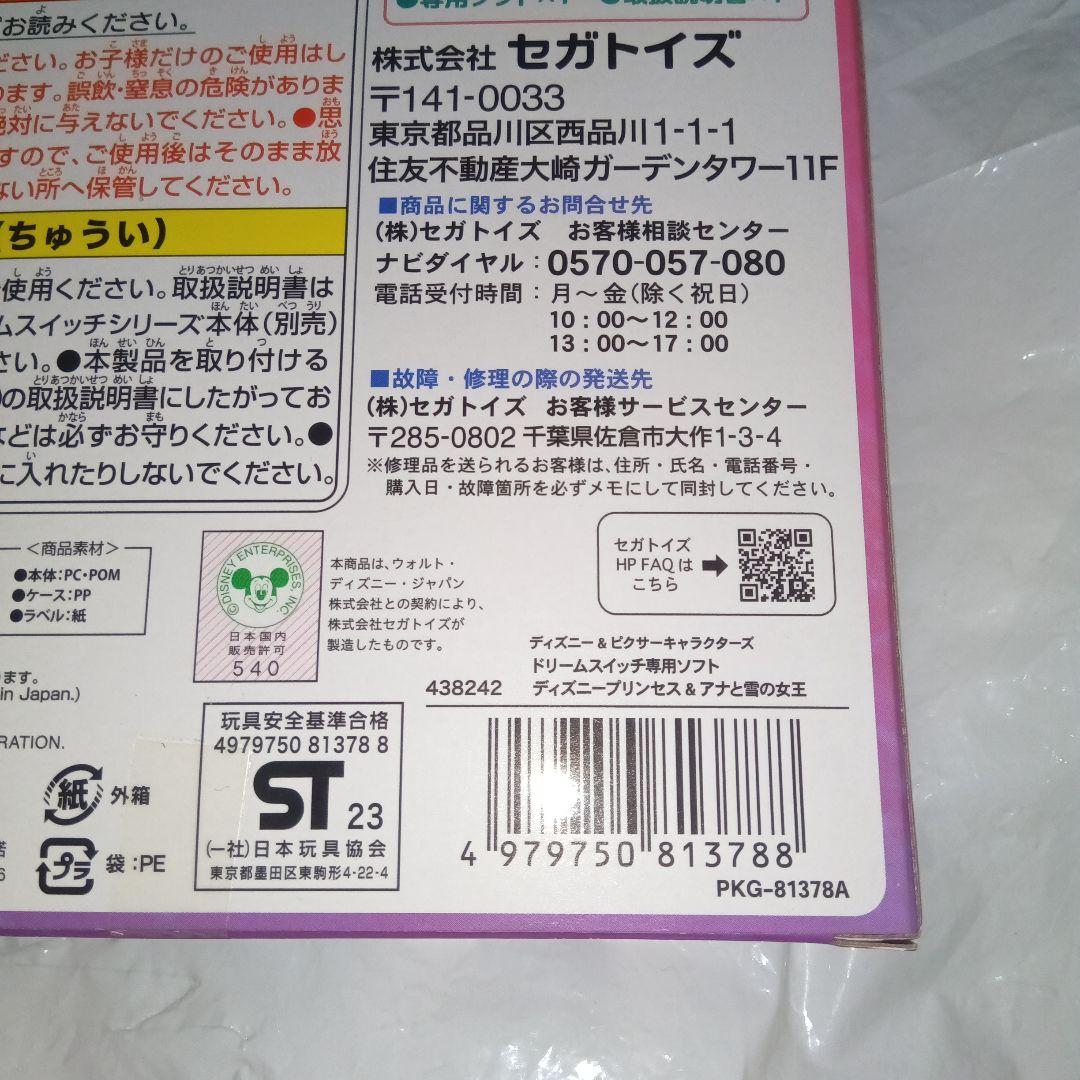 お読みください。
ださい。お子様だけのご使用はし
ります。誤飲・窒息の危険がありま
絶対に与えないでください。●思
すので、ご使用後はそのまま放
ない所へ保管してください。
(ちゅうい)
使用ください。取扱説明書は
ムスイッチシリーズ本体(別売)
さい。●本製品を取り付ける
の取扱説明書にしたがってお
などは必ずお守りください。●
に入れたりしないでください。
<商品素材>
●本体:PC・POM
●ケース:PP
●ラベル:紙
ます。
in Japan.)
RATION.
株式会社 セガトイズ
〒141-0033
東京都品川区西品川1-1-1
住友不動産大崎ガーデンタワー11F
■商品に関するお問合せ先
(株)セガトイズ お客様相談センター
ナビダイヤル:0570-057-080
電話受付時間:月～金(除く祝日)
10:00～12:00
13:00～17:00
■故障・修理の際の発送先
(株)セガトイズ お客様サービスセンター
〒285-0802 千葉県佐倉市大作1-3-4
※修理品を送られるお客様は、住所・氏名・電話番号・
購入日・故障箇所を必ずメモにして同封してください。
©DISNEY ENTERPRISES, INC.
日本国内
販売許可
540
本商品は、ウォルト・
ディズニー・ジャパン
株式会社との契約により、
株式会社セガトイズが
製造したものです。
セガトイズ
HP FAQは
こちら
ディズニー&ピクサーキャラクターズ
ドリームスイッチ専用ソフト
438242 ディズニープリンセス&アナと雪の女王
玩具安全基準合格
4979750 81378 8
ST 23
(一社)日本玩具協会
東京都墨田区東駒形4-22-4
紙 外箱
プラ 袋:PE
4 979750 813788
PKG-81378A